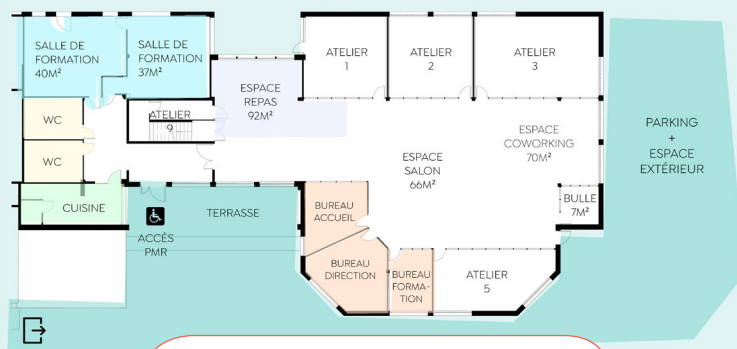 SALLE DE
FORMATION
40M²
SALLE DE
FORMATION
37M²
ATELIER
1
ATELIER
2
ATELIER
3
ESPACE
REPAS
92M²
WC
ATELIER
9
WC
ESPACE
COWORKING
70M²
PARKING
+
ESPACE
EXTÉRIEUR
ESPACE
SALON
66M²
CUISINE
TERRASSE
BUREAU
ACCUEIL
BULLE
7M²
ACCÈS
PMR
BUREAU
DIRECTION
BUREAU
FORMA-
TION
ATELIER
5